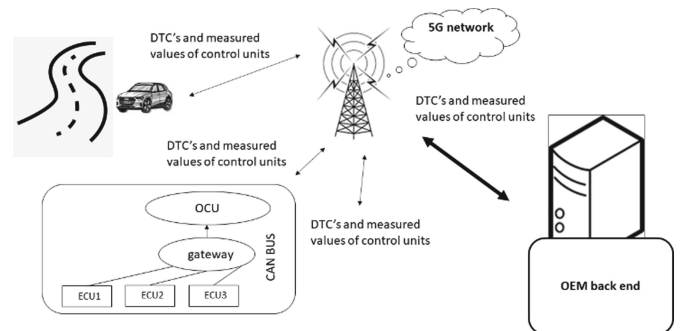 DTC's and measured
values of control units
5G network
DTC's and measured
values of control units
DTC's and measured
values of control units
OCU
gateway
CAN BUS
ECU1
ECU2
ECU3
DTC's and measured
values of control units
OEM back end